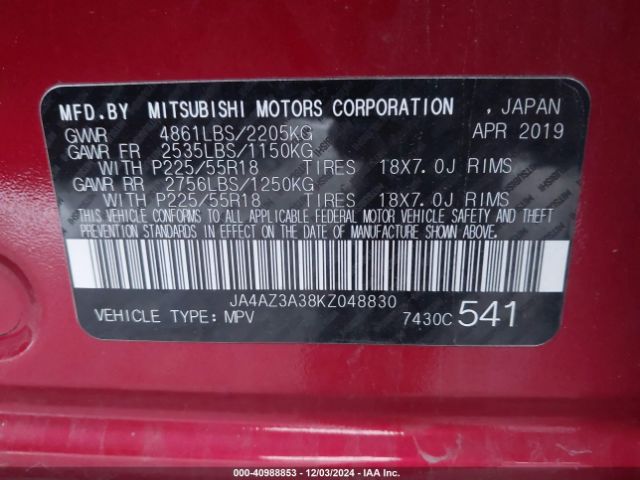 MFD.BY MITSUBISHI MOTORS CORPORATION , JAPAN
GVWR 4861LBS/2205KG APR 2019
GAWR FR 2535LBS/1150KG
WITH P225/55R18 TIRES 18X7.0J RIMS
GAWR RR 2756LBS/1250KG
WITH P225/55R18 TIRES 18X7.0J RIMS
THIS VEHICLE CONFORMS TO ALL APPLICABLE FEDERAL MOTOR VEHICLE SAFETY AND THEFT
PREVENTION STANDARDS IN EFFECT ON THE DATE OF MANUFACTURE SHOWN ABOVE.
JA4AZ3A38KZ048830
VEHICLE TYPE: MPV 7430C 541
000-40988853 - 12/03/2024 - IAA Inc.